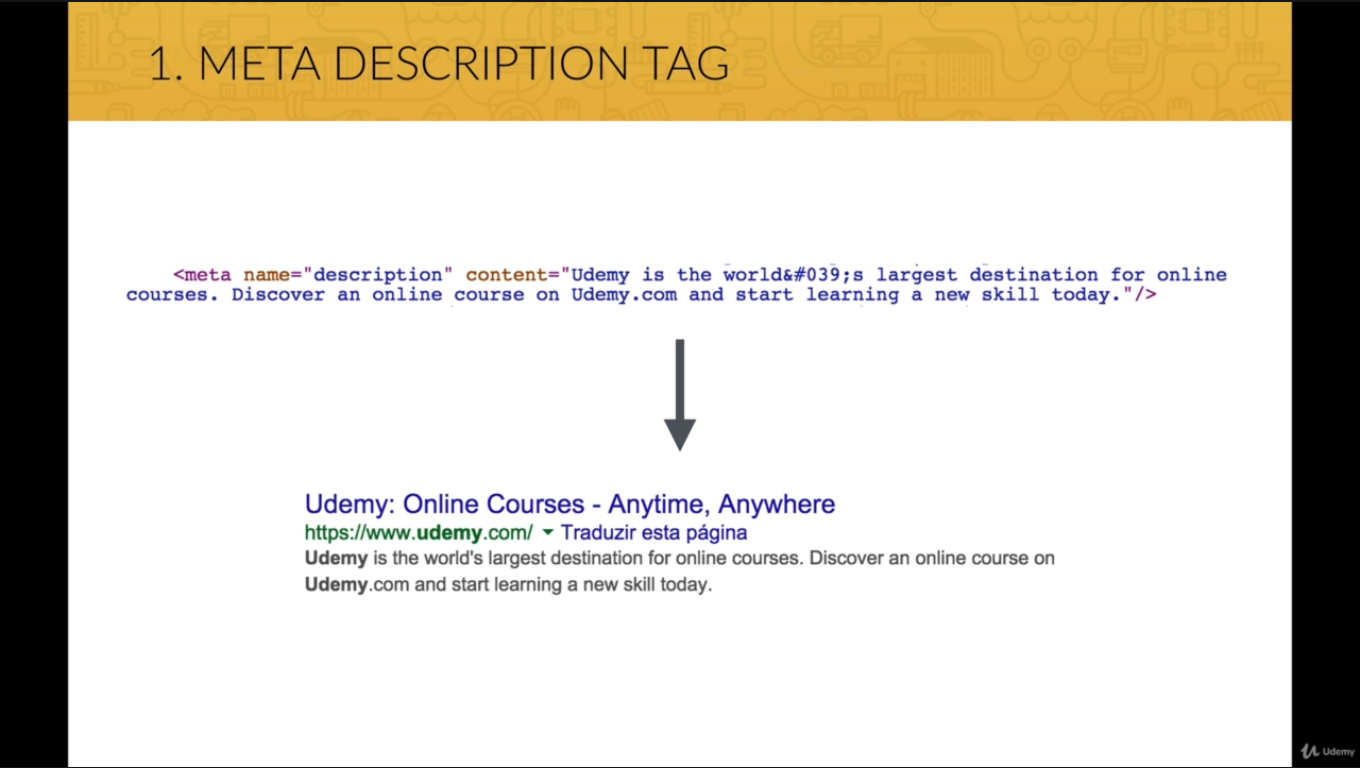 1. META DESCRIPTION TAG
<meta name="description" content="Udemy is the world&#039;s largest destination for online
courses. Discover an online course on Udemy.com and start learning a new skill today."/>
Udemy: Online Courses - Anytime, Anywhere
https://www.udemy.com/ Traduzir esta página
Udemy is the world's largest destination for online courses. Discover an online course on
Udemy.com and start learning a new skill today.
Udemy